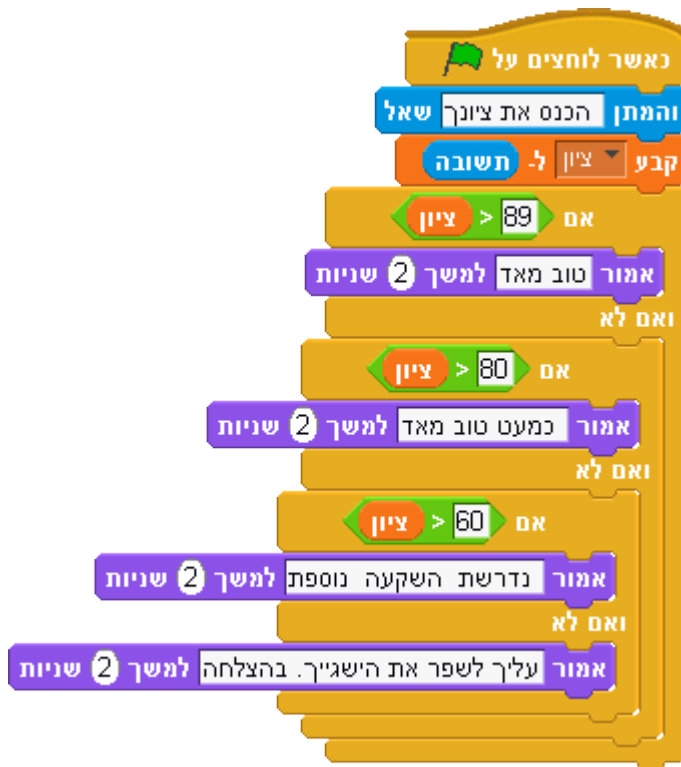 כאשר לוחצים על
והמתן הכנס את ציונך שאל
קבע ציון ל- תשובה
אם 89 < ציון
אמור טוב מאד למשך 2 שניות
ואם לא
אם 80 < ציון
אמור כמעט טוב מאד למשך 2 שניות
ואם לא
אם 60 < ציון
אמור נדרשת השקעה נוספת למשך 2 שניות
ואם לא
אמור עליך לשפר את הישגייך. בהצלחה למשך 2 שניות